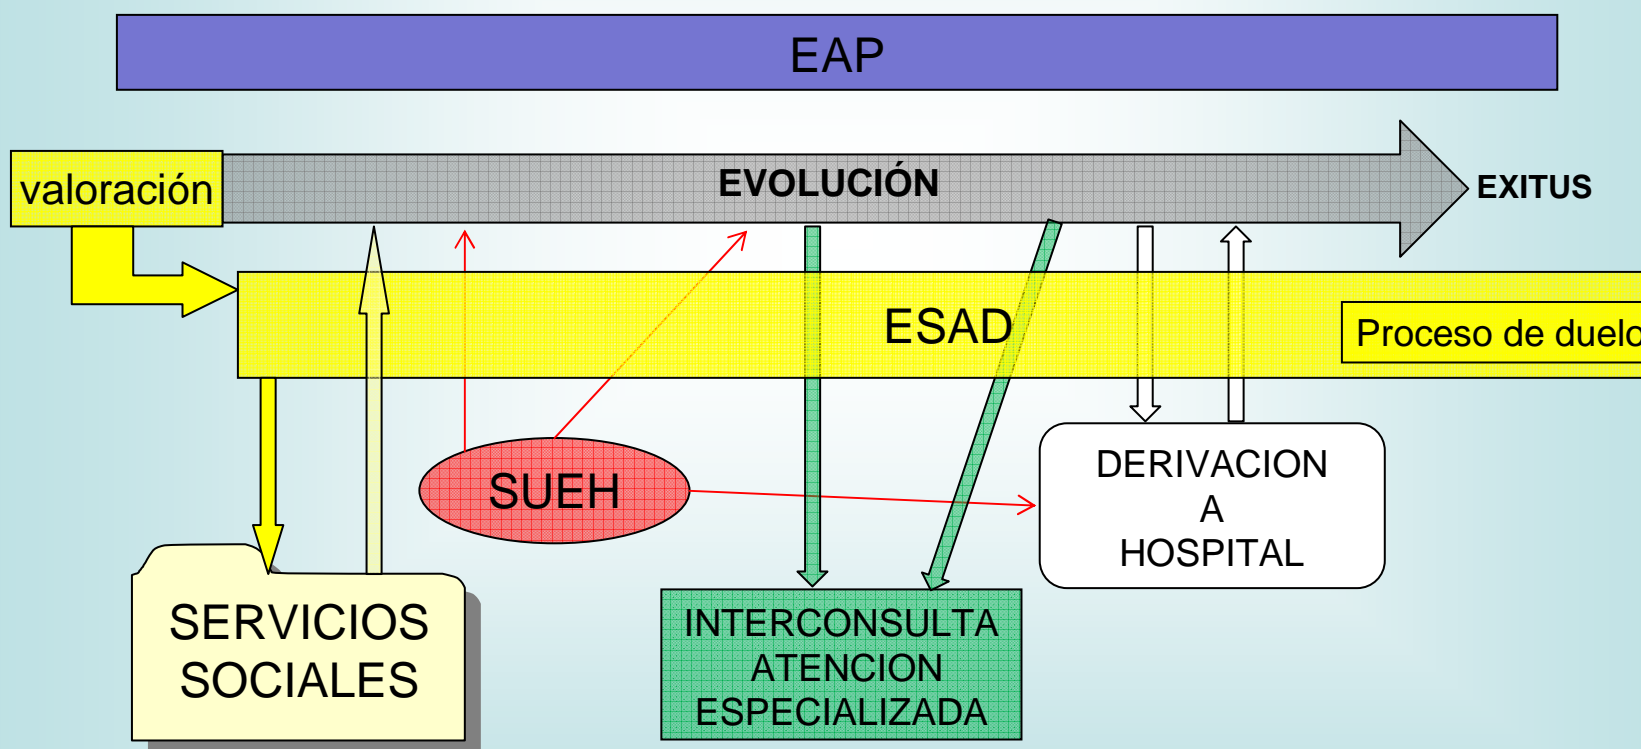 EAP
valoración
EVOLUCIÓN
EXITUS
ESAD
Proceso de duelo
SUEH
DERIVACION
A
HOSPITAL
SERVICIOS
SOCIALES
INTERCONSULTA
ATENCION
ESPECIALIZADA